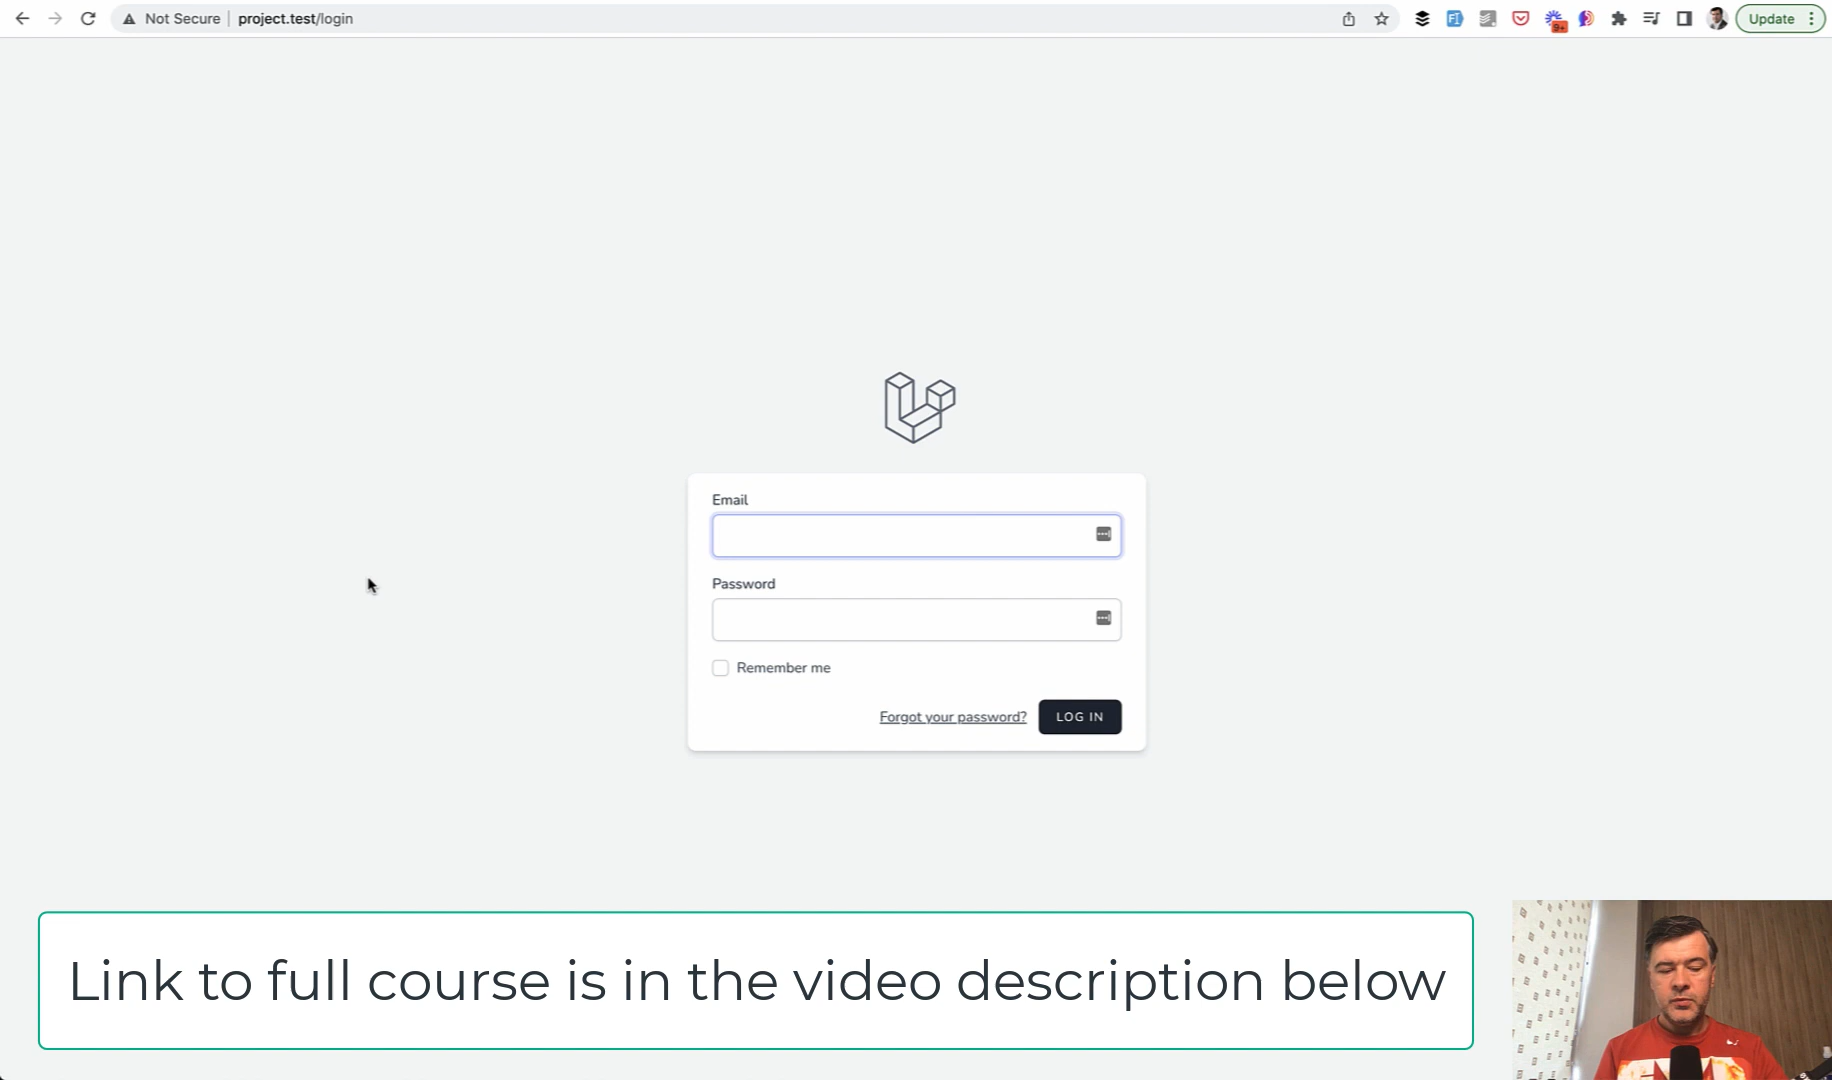 Not Secure | project.test/login
9+
Update
Email
Password
Remember me
Forgot your password?
LOG IN
Link to full course is in the video description below